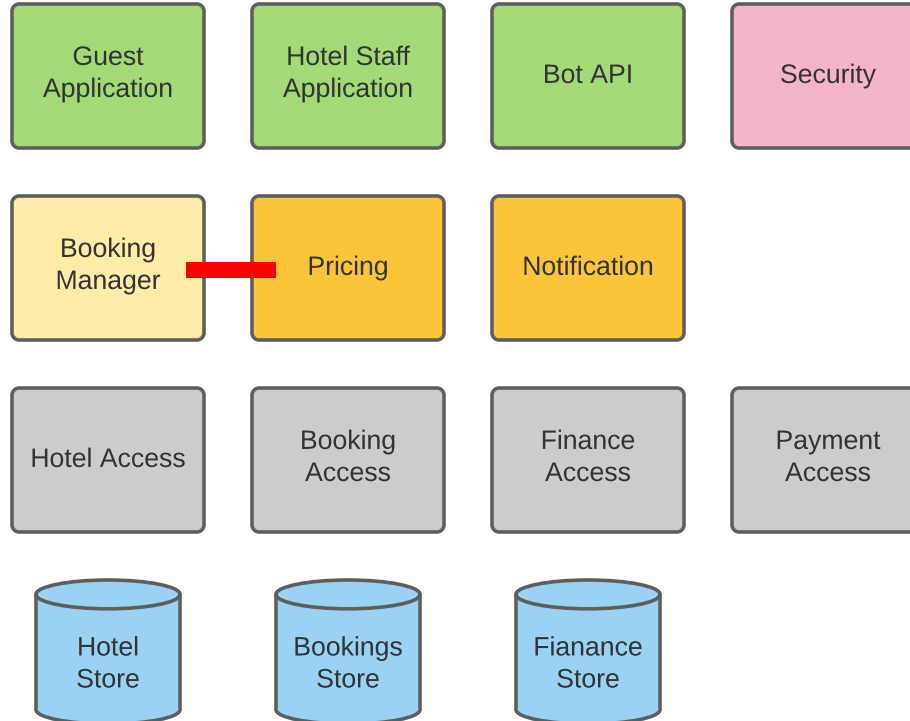 Guest
Application
Hotel Staff
Application
Bot API
Security
Booking
Manager
Pricing
Notification
Hotel Access
Booking
Access
Finance
Access
Payment
Access
Hotel
Store
Bookings
Store
Fianance
Store